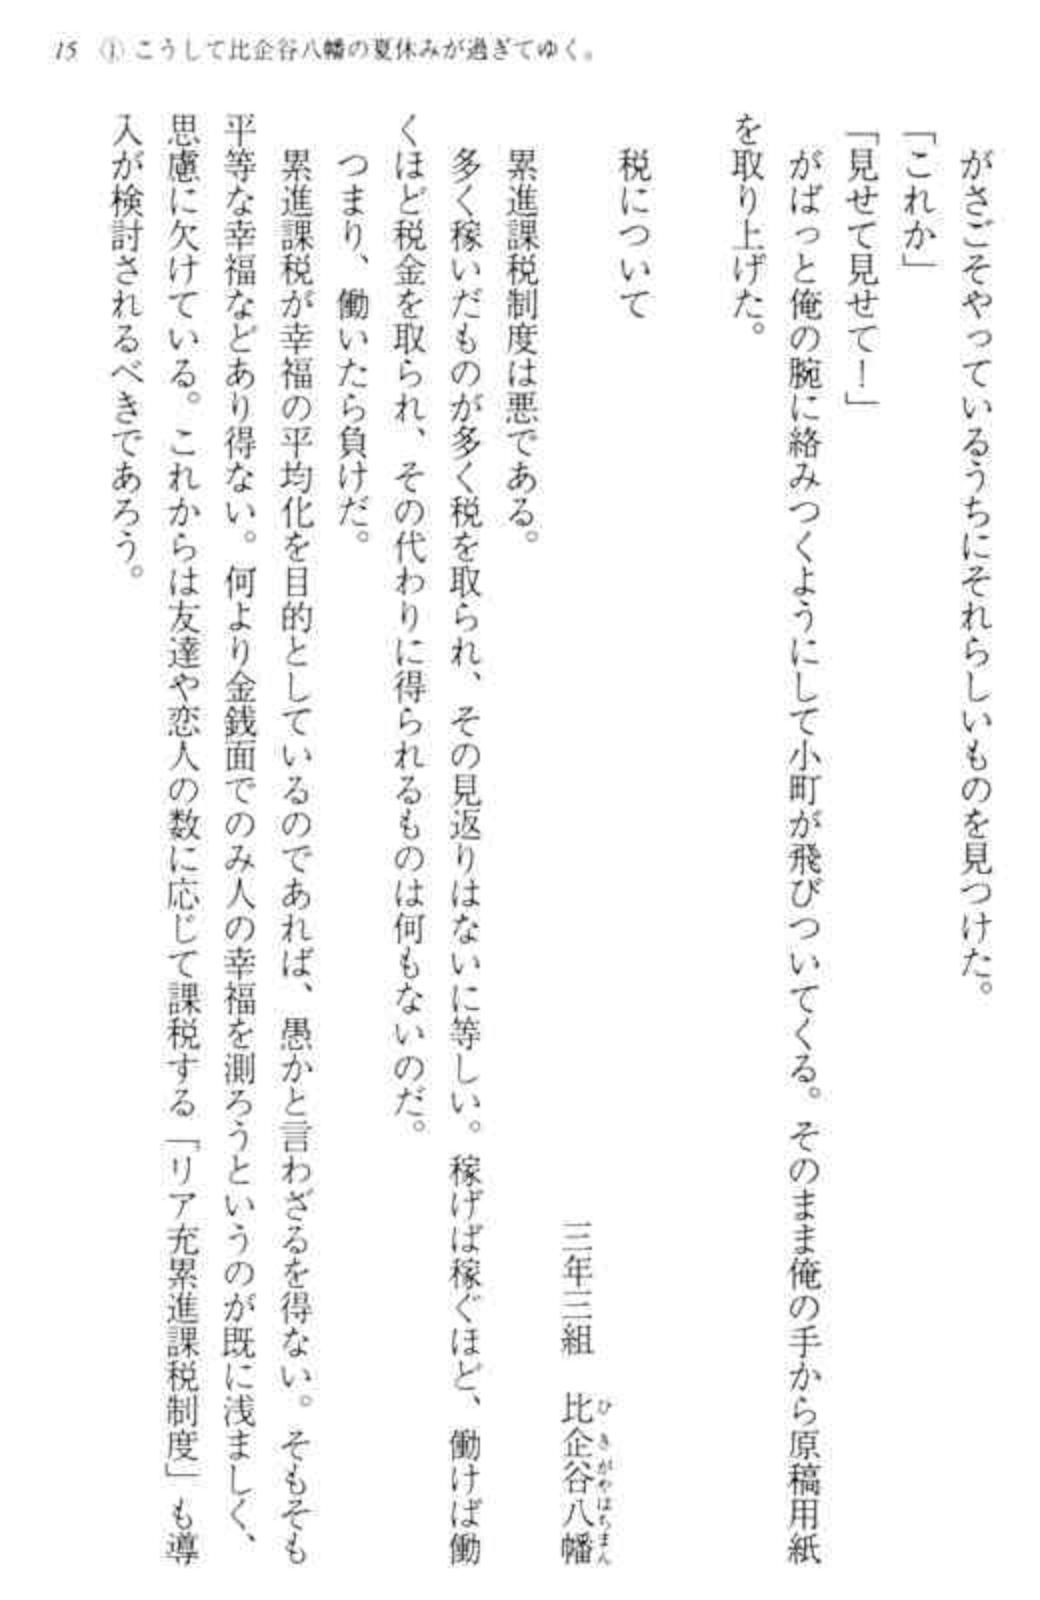 15 ① こうして比企谷八幡の夏休みが過ぎてゆく。
がさごそやっているうちにそれらしいものを見つけた。
「これか」
「見せて見せて！」
がばっと俺の腕に絡みつくようにして小町が飛びついてくる。そのまま俺の手から原稿用紙
を取り上げた。
税について
三年三組　比企谷八幡
ひきがやはちまん
累進課税制度は悪である。
多く稼いだものが多く税を取られ、その見返りはないに等しい。稼げば稼ぐほど、働けば働
くほど税金を取られ、その代わりに得られるものは何もないのだ。
つまり、働いたら負けだ。
累進課税が幸福の平均化を目的としているのであれば、愚かと言わざるを得ない。そもそも
平等な幸福などあり得ない。何より金銭面でのみ人の幸福を測ろうというのが既に浅ましく、
思慮に欠けている。これからは友達や恋人の数に応じて課税する「リア充累進課税制度」も導
入が検討されるべきであろう。